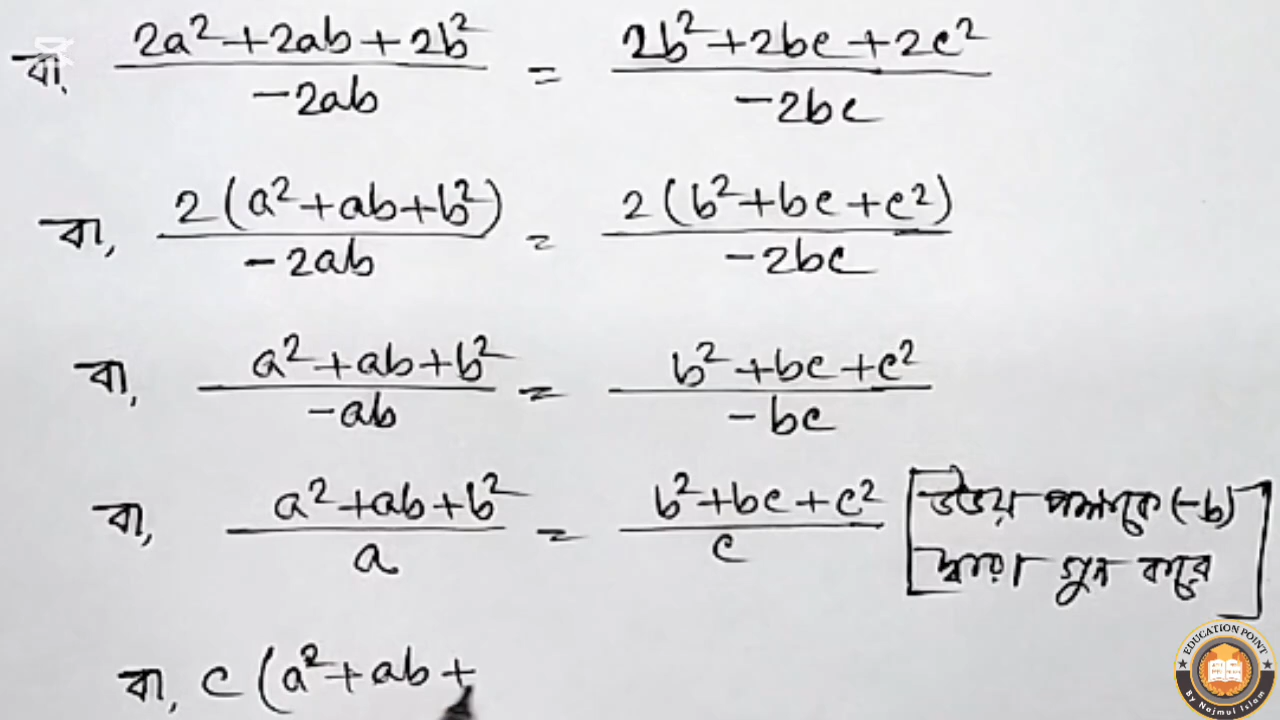 বা, (2a² + 2ab + 2b²)/(-2ab) = (2b² + 2bc + 2c²)/(-2bc)
বা, 2(a² + ab + b²)/(-2ab) = 2(b² + bc + c²)/(-2bc)
বা, (a² + ab + b²)/(-ab) = (b² + bc + c²)/(-bc)
বা, (a² + ab + b²)/a = (b² + bc + c²)/c [উভয় পক্ষকে (-b)
দ্বারা গুন করে]
বা, c (a² + ab +
EDUCATION POINT
By Najmul Islam